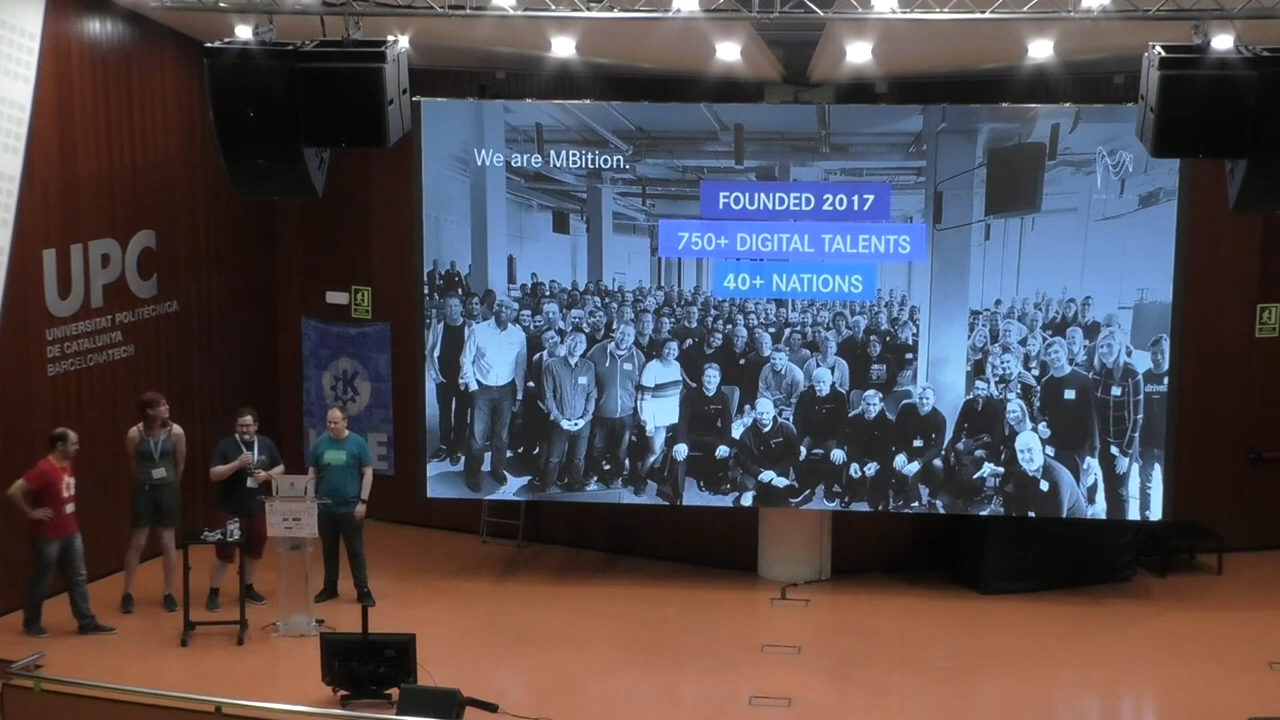 We are MBition.
FOUNDED 2017
750+ DIGITAL TALENTS
40+ NATIONS
UPC
UNIVERSITAT POLITÈCNICA
DE CATALUNYA
BARCELONATECH
K